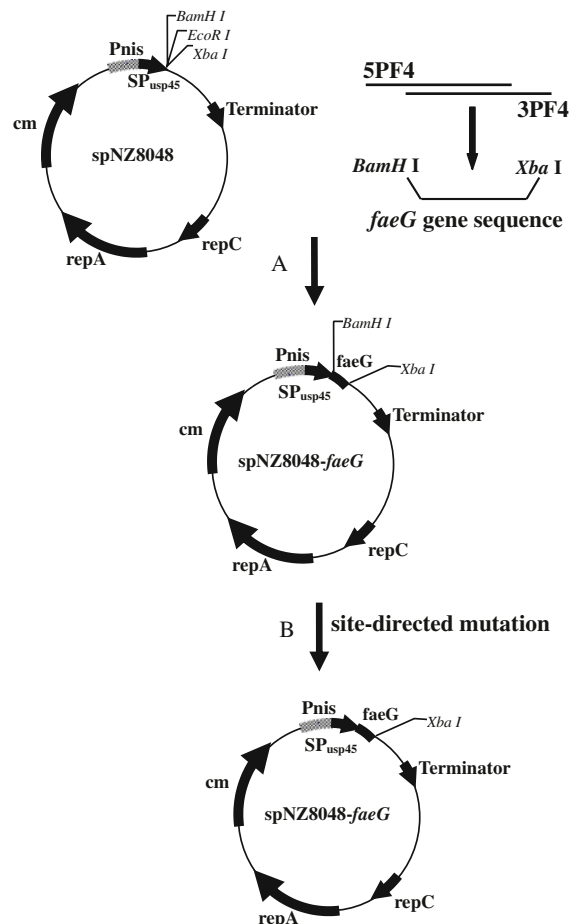 BamH I
EcoR I
Xba I
Pnis
SPusp45
Terminator
cm
spNZ8048
repA
repC
5PF4
3PF4
BamH I
Xba I
faeG gene sequence
A
BamH I
Pnis
faeG
Xba I
SPusp45
Terminator
cm
spNZ8048-faeG
repA
repC
B
site-directed mutation
Pnis
faeG
Xba I
SPusp45
Terminator
cm
spNZ8048-faeG
repA
repC